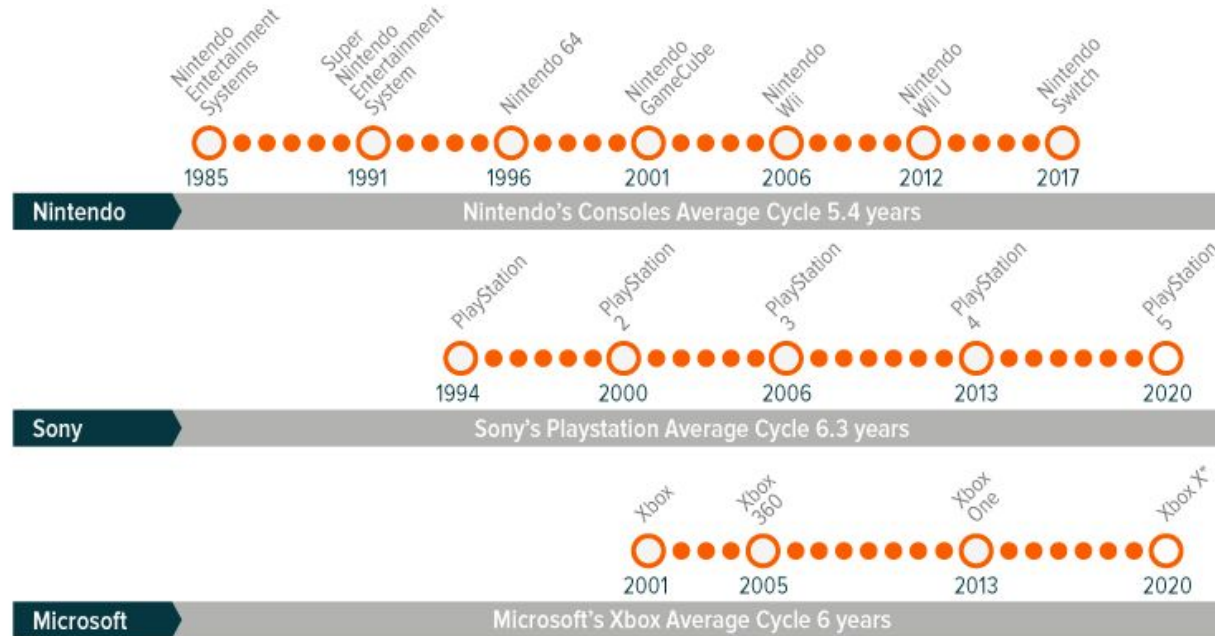 Nintendo
Entertainment
Systems
Super
Nintendo
Entertainment
System
Nintendo 64
Nintendo
GameCube
Nintendo
Wii
Nintendo
Wii U
Nintendo
Switch
1985 1991 1996 2001 2006 2012 2017
Nintendo Nintendo's Consoles Average Cycle 5.4 years
PlayStation
PlayStation
2
PlayStation
3
PlayStation
4
PlayStation
5
1994 2000 2006 2013 2020
Sony Sony's Playstation Average Cycle 6.3 years
Xbox
Xbox
360
Xbox
One
Xbox X*
2001 2005 2013 2020
Microsoft Microsoft's Xbox Average Cycle 6 years